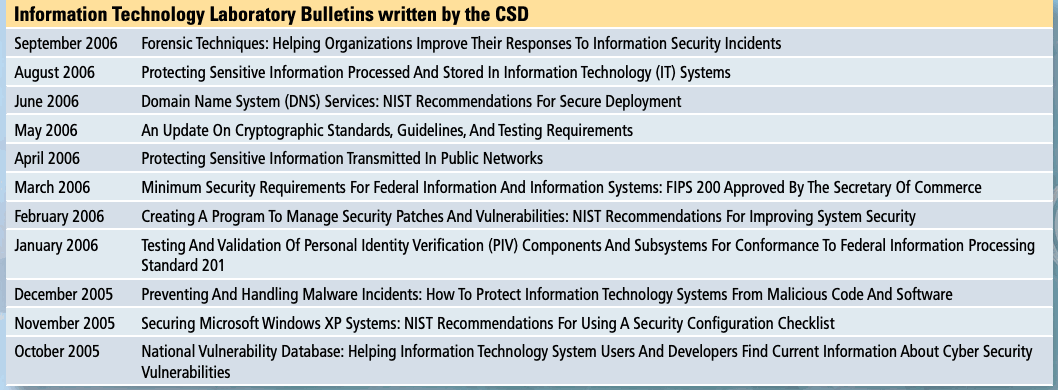 Information Technology Laboratory Bulletins written by the CSD
September 2006 Forensic Techniques: Helping Organizations Improve Their Responses To Information Security Incidents
August 2006 Protecting Sensitive Information Processed And Stored In Information Technology (IT) Systems
June 2006 Domain Name System (DNS) Services: NIST Recommendations For Secure Deployment
May 2006 An Update On Cryptographic Standards, Guidelines, And Testing Requirements
April 2006 Protecting Sensitive Information Transmitted In Public Networks
March 2006 Minimum Security Requirements For Federal Information And Information Systems: FIPS 200 Approved By The Secretary Of Commerce
February 2006 Creating A Program To Manage Security Patches And Vulnerabilities: NIST Recommendations For Improving System Security
January 2006 Testing And Validation Of Personal Identity Verification (PIV) Components And Subsystems For Conformance To Federal Information Processing
Standard 201
December 2005 Preventing And Handling Malware Incidents: How To Protect Information Technology Systems From Malicious Code And Software
November 2005 Securing Microsoft Windows XP Systems: NIST Recommendations For Using A Security Configuration Checklist
October 2005 National Vulnerability Database: Helping Information Technology System Users And Developers Find Current Information About Cyber Security
Vulnerabilities